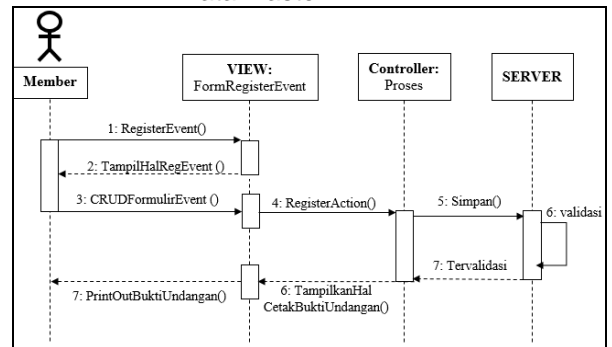 Member
VIEW:
FormRegisterEvent
Controller:
Proses
SERVER
1: RegisterEvent()
2: TampilHalRegEvent ()
3: CRUDFormulirEvent ()
4: RegisterAction()
5: Simpan()
6: validasi
7: Tervalidasi
6: TampilkanHal
CetakBuktiUndangan()
7: PrintOutBuktiUndangan()